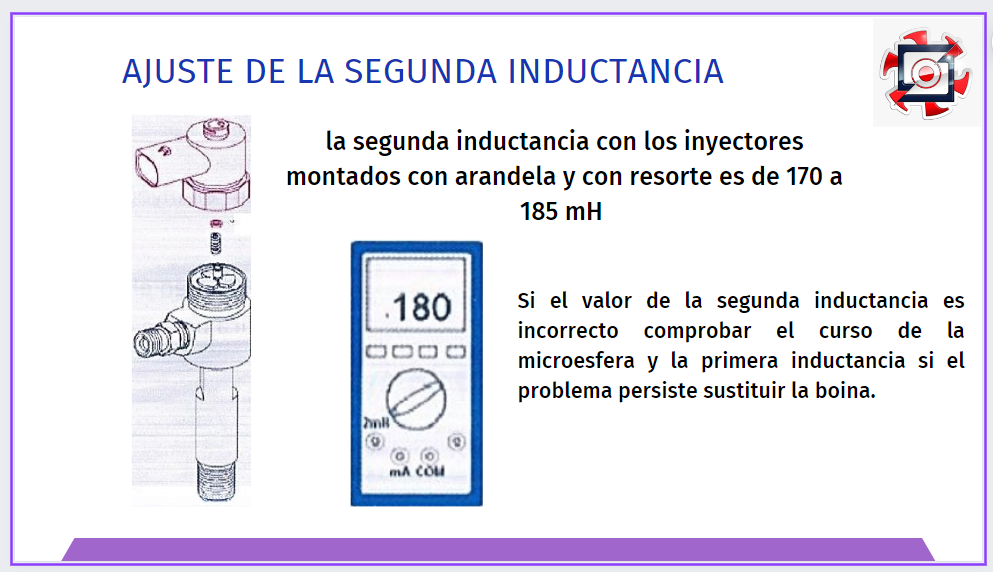 AJUSTE DE LA SEGUNDA INDUCTANCIA
la segunda inductancia con los inyectores
montados con arandela y con resorte es de 170 a
185 mH
.180
2mH
mA COM
Si el valor de la segunda inductancia es
incorrecto comprobar el curso de la
microesfera y la primera inductancia si el
problema persiste sustituir la boina.